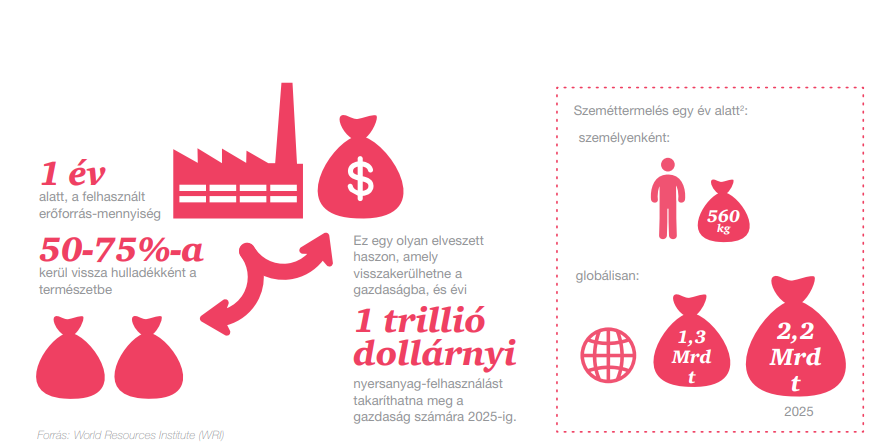 1 év
alatt, a felhasznált
erőforrás-mennyiség
50-75%-a
kerül vissza hulladékként a
természetbe
Forrás: World Resources Institute (WRI)
$
Ez egy olyan elveszett
haszon, amely
visszakerülhetne a
gazdaságba, és évi
1 trillió
dollárnyi
nyersanyag-felhasználást
takaríthatna meg a
gazdaság számára 2025-ig.
Szeméttermelés egy év alatt²:
személyenként:
560
kg
globálisan:
1,3
Mrd
t
2,2
Mrd
t
2025